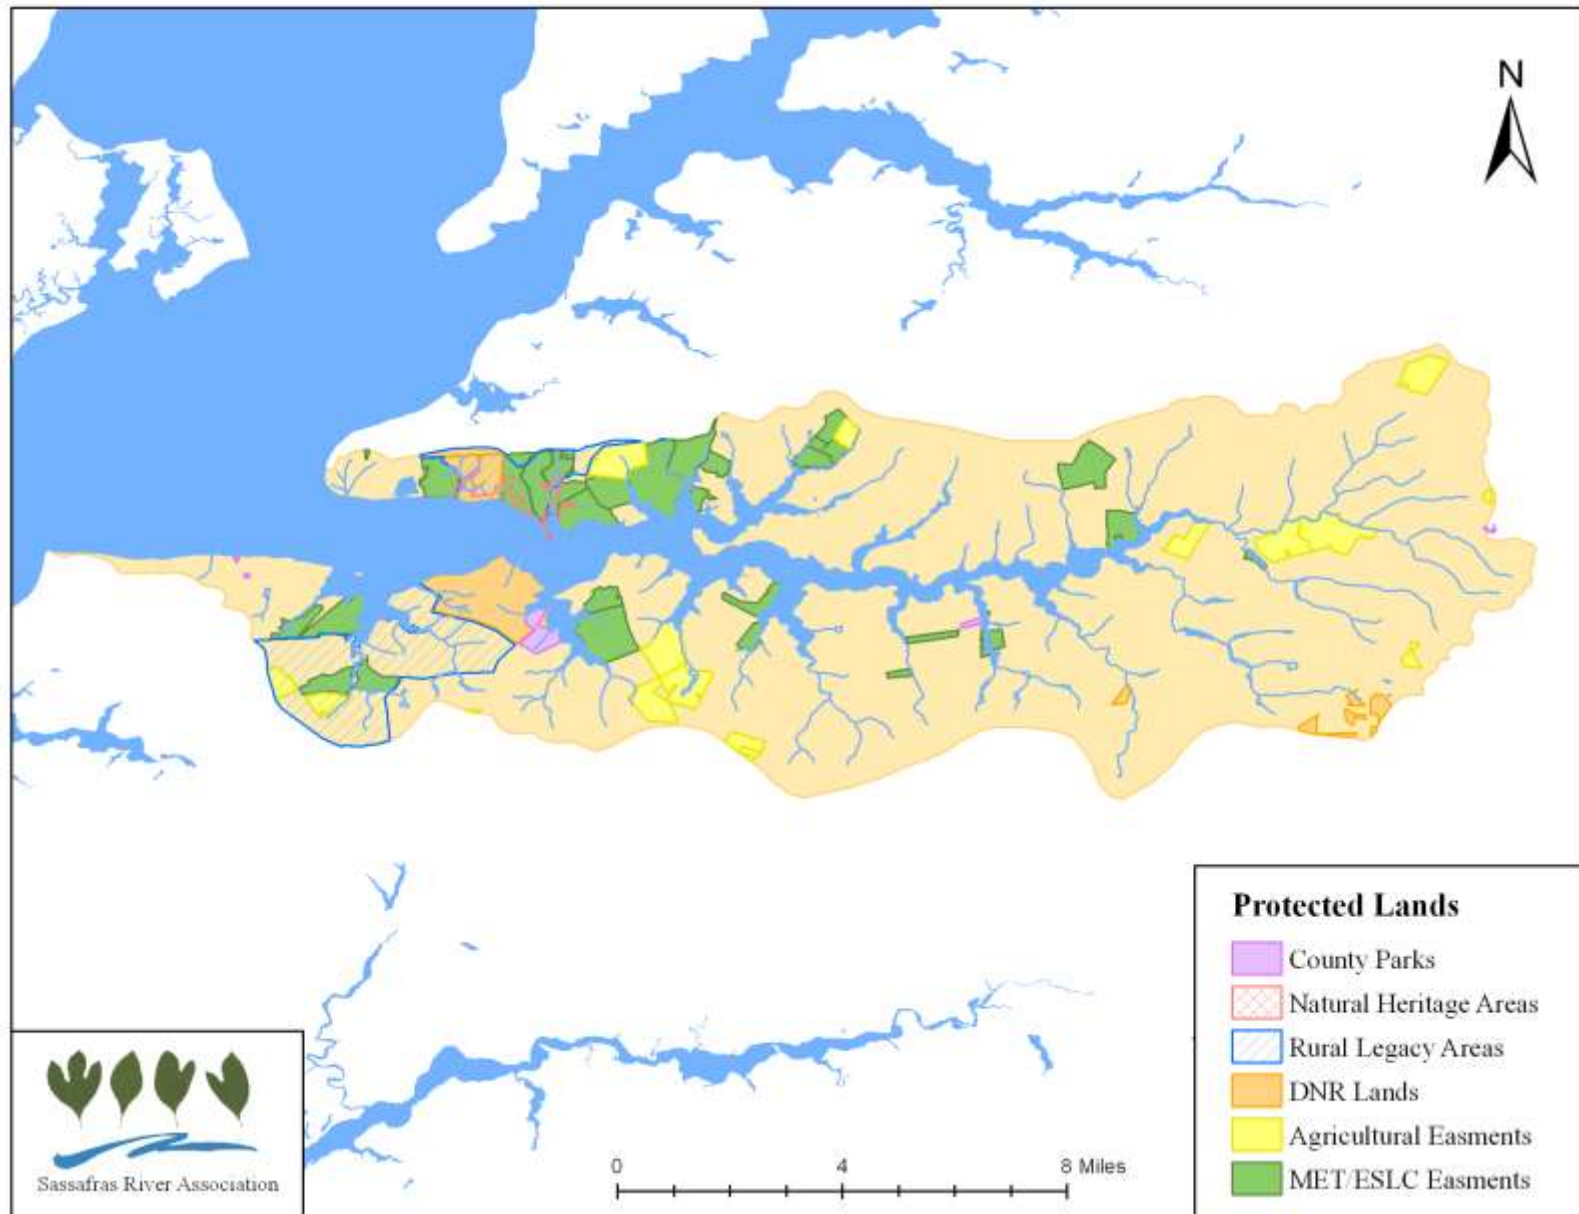 N
Protected Lands
County Parks
Natural Heritage Areas
Rural Legacy Areas
DNR Lands
Agricultural Easments
MET/ESLC Easments
Sassafras River Association
0 4 8 Miles